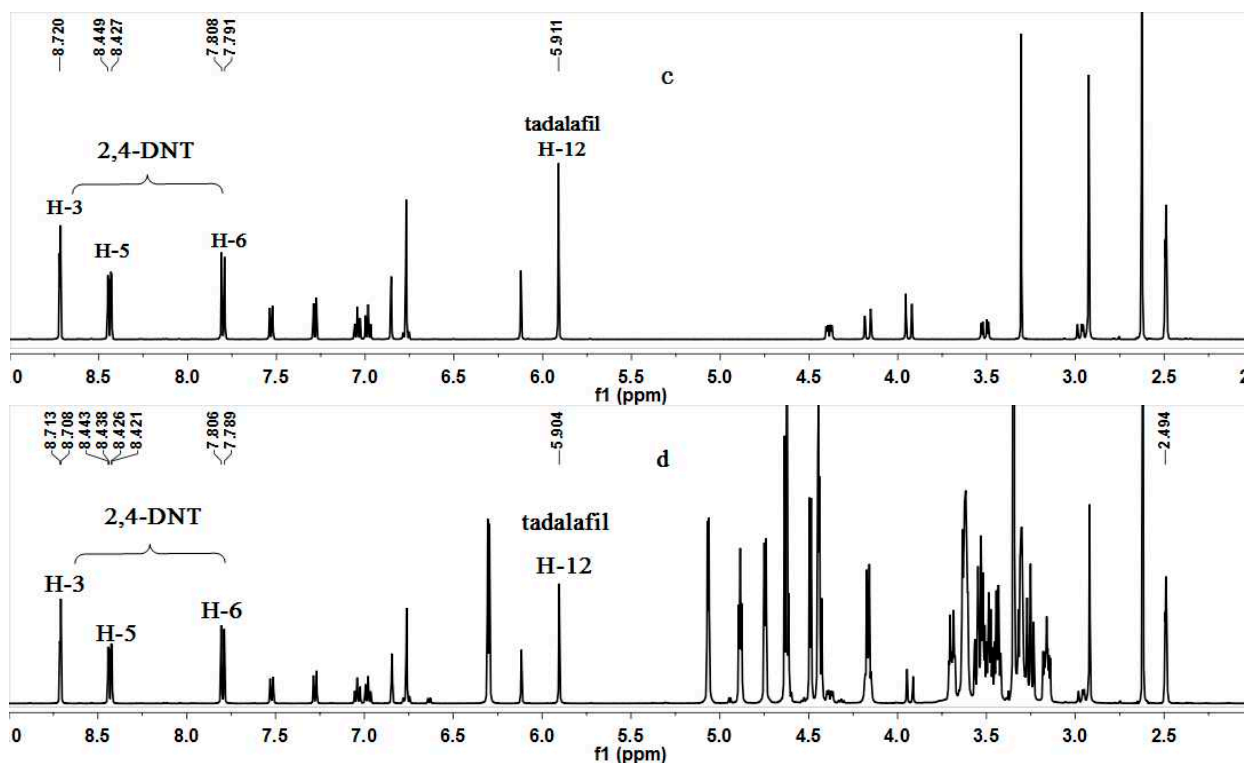 8.720
8.449
8.427
7.808
7.791
5.911
c
2,4-DNT
tadalafil
H-12
H-3
H-5
H-6
0 8.5 8.0 7.5 7.0 6.5 6.0 5.5 5.0 4.5 4.0 3.5 3.0 2.5 2
f1 (ppm)
8.713
8.708
8.443
8.438
8.426
8.421
7.806
7.789
5.904
2.494
d
2,4-DNT
tadalafil
H-12
H-3
H-5
H-6
0 8.5 8.0 7.5 7.0 6.5 6.0 5.5 5.0 4.5 4.0 3.5 3.0 2.5
f1 (ppm)